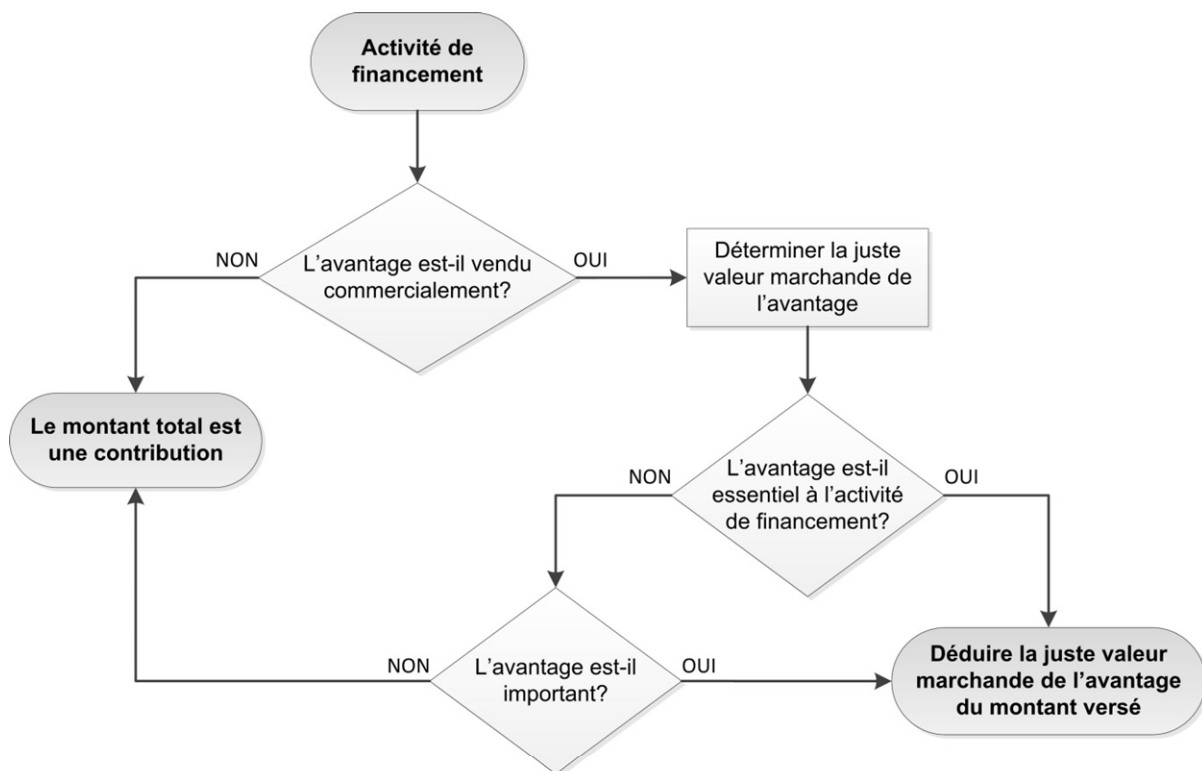 Activité de
financement
NON
L'avantage est-il vendu
commercialement?
OUI
Déterminer la juste
valeur marchande de
l'avantage
Le montant total est
une contribution
NON
L'avantage est-il
essentiel à l'activité
de financement?
OUI
NON
L'avantage est-il
important?
OUI
Déduire la juste valeur
marchande de l'avantage
du montant versé